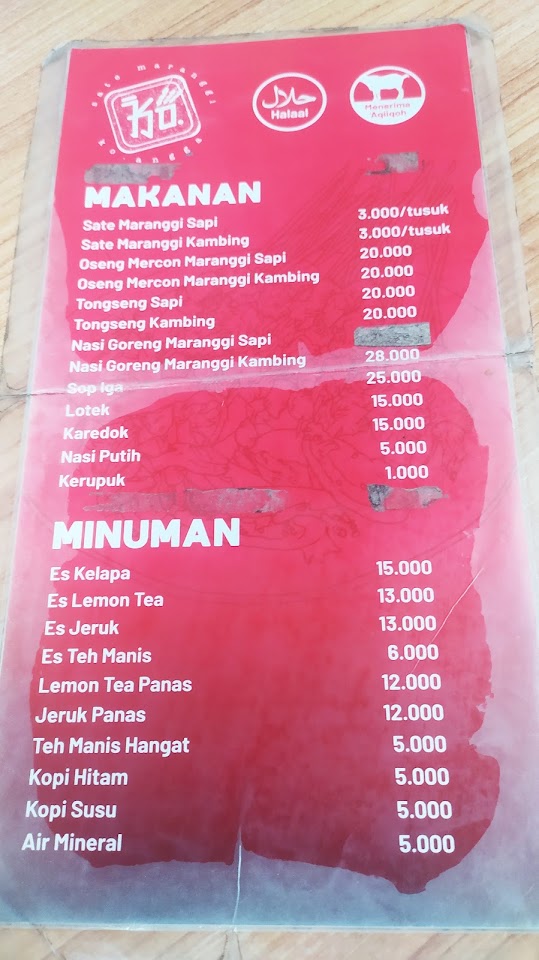 sate maranggi
حلال
Halaal
Menerima
Aqiiqoh
MAKANAN
Sate Maranggi Sapi 3.000/tusuk
Sate Maranggi Kambing 3.000/tusuk
Oseng Mercon Maranggi Sapi 20.000
Oseng Mercon Maranggi Kambing 20.000
Tongseng Sapi 20.000
Tongseng Kambing 20.000
Nasi Goreng Maranggi Sapi
Nasi Goreng Maranggi Kambing 28.000
Sop Iga 25.000
Lotek 15.000
Karedok 15.000
Nasi Putih 5.000
Kerupuk 1.000
MINUMAN
Es Kelapa 15.000
Es Lemon Tea 13.000
Es Jeruk 13.000
Es Teh Manis 6.000
Lemon Tea Panas 12.000
Jeruk Panas 12.000
Teh Manis Hangat 5.000
Kopi Hitam 5.000
Kopi Susu 5.000
Air Mineral 5.000